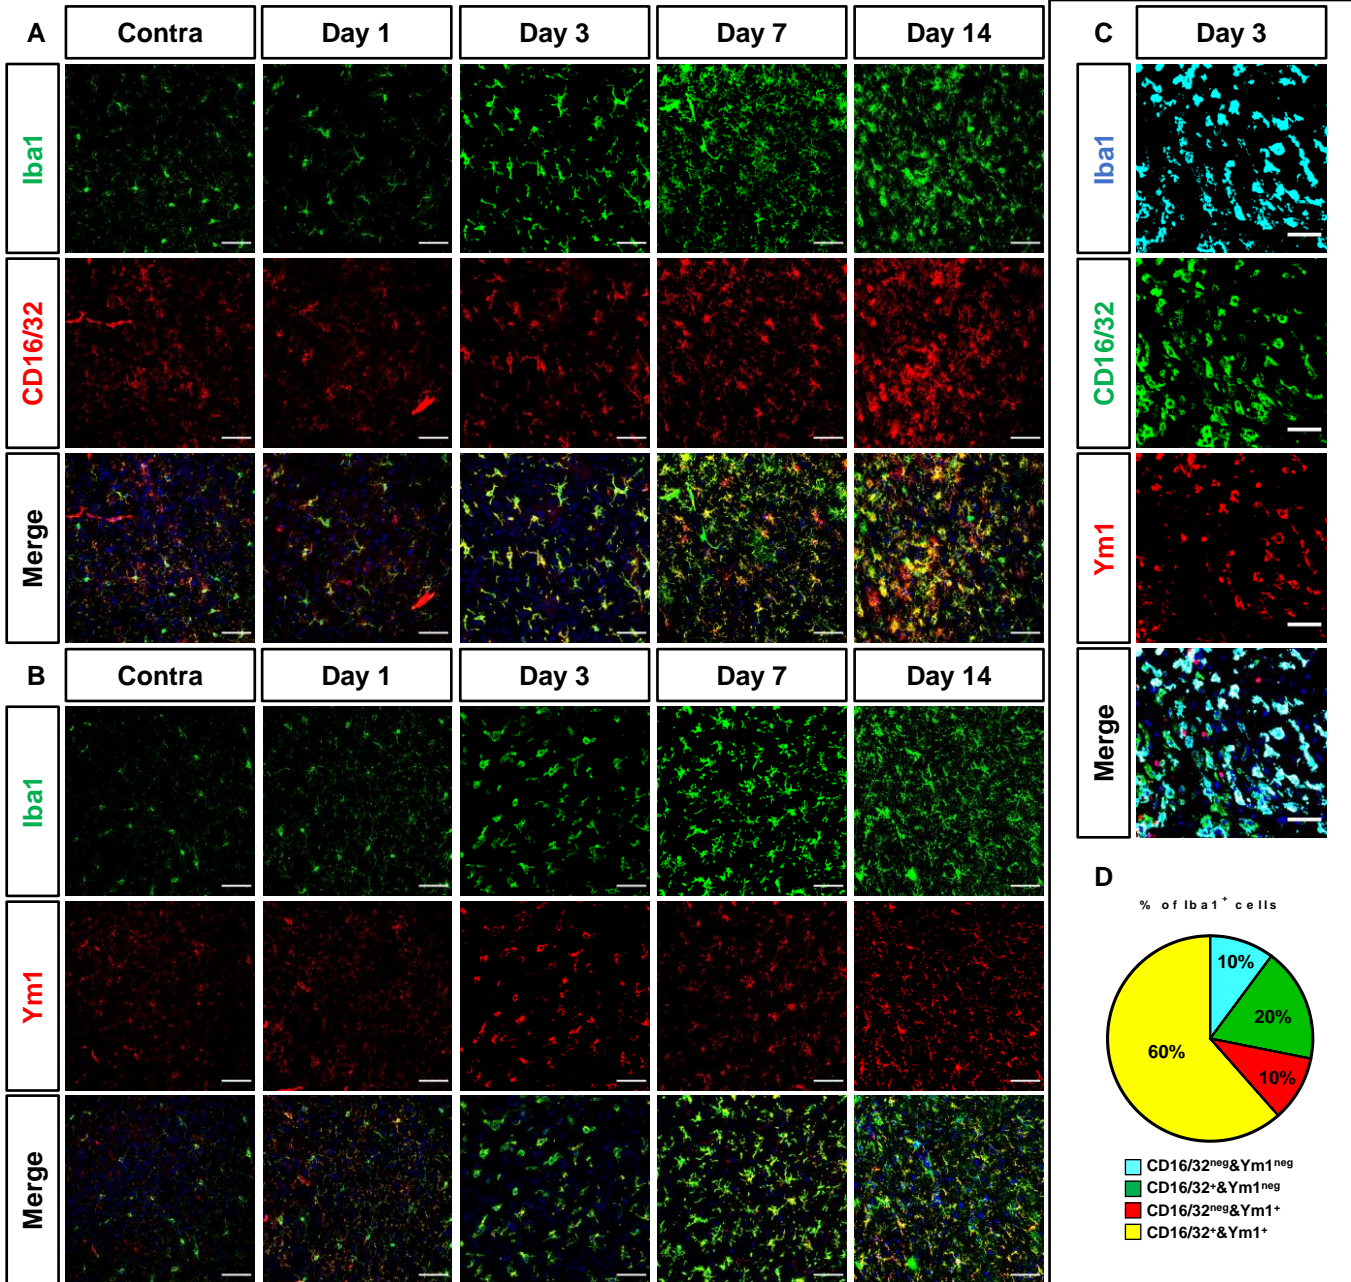 A
Contra
Day 1
Day 3
Day 7
Day 14
Iba1
CD16/32
Merge
B
Contra
Day 1
Day 3
Day 7
Day 14
Iba1
Ym1
Merge
C
Day 3
Iba1
CD16/32
Ym1
Merge
D
% of Iba1⁺ cells
10%
20%
10%
60%
CD16/32ⁿᵉᵍ&Ym1ⁿᵉᵍ
CD16/32⁺&Ym1ⁿᵉᵍ
CD16/32ⁿᵉᵍ&Ym1⁺
CD16/32⁺&Ym1⁺